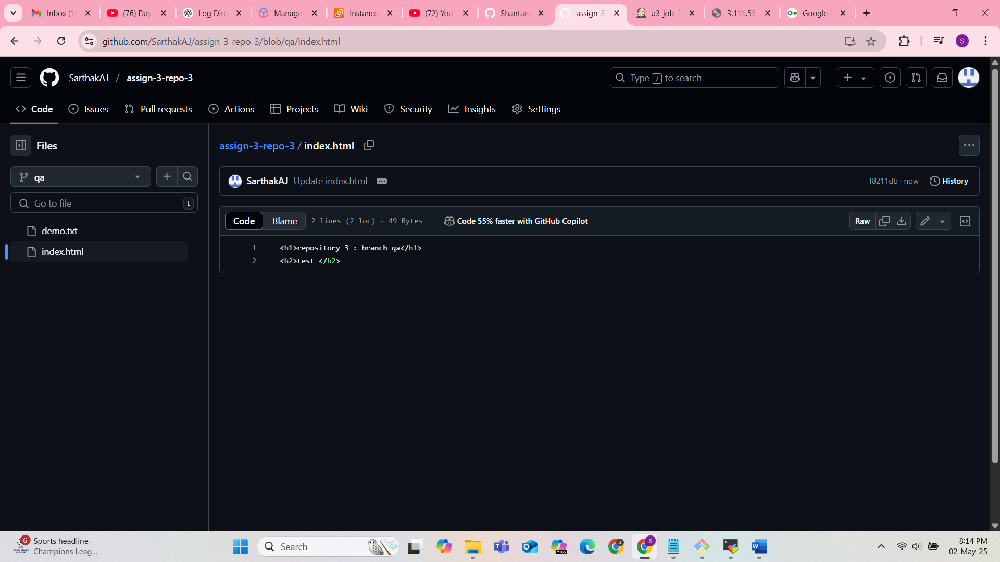 Inbox (14
(76) Day
Log Dire
Manage
Instance
(72) You
Shantan
assign-3
a3-job-2
3.111.55
Google
github.com/SarthakAJ/assign-3-repo-3/blob/qa/index.html
S
SarthakAJ / assign-3-repo-3
Type / to search
Code
Issues
Pull requests
Actions
Projects
Wiki
Security
Insights
Settings
Files
qa
Go to file
t
demo.txt
index.html
assign-3-repo-3 / index.html
SarthakAJ Update index.html
f8211db · now
History
Code
Blame
2 lines (2 loc) · 49 Bytes
Code 55% faster with GitHub Copilot
Raw
1 <h1>repository 3 : branch qa</h1>
2 <h2>test </h2>
6
Sports headline
Champions Leag...
Search
M365
J
S
8:14 PM
02-May-25